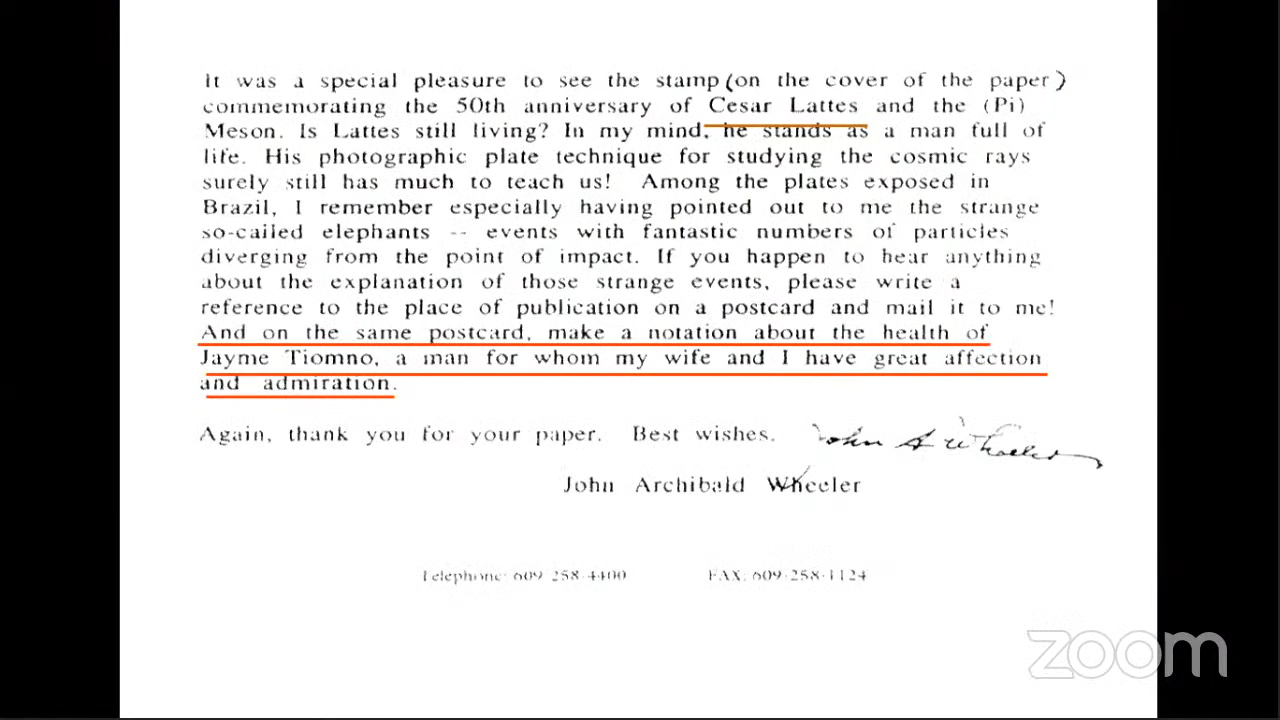 It was a special pleasure to see the stamp (on the cover of the paper)
commemorating the 50th anniversary of Cesar Lattes and the (Pi)
Meson. Is Lattes still living? In my mind, he stands as a man full of
life. His photographic plate technique for studying the cosmic rays
surely still has much to teach us! Among the plates exposed in
Brazil, I remember especially having pointed out to me the strange
so-called elephants -- events with fantastic numbers of particles
diverging from the point of impact. If you happen to hear anything
about the explanation of those strange events, please write a
reference to the place of publication on a postcard and mail it to me!
And on the same postcard, make a notation about the health of
Jayme Tiomno, a man for whom my wife and I have great affection
and admiration.
Again, thank you for your paper. Best wishes. John A Wheeler
John Archibald Wheeler
Telephone: 609-258-4400 FAX: 609-258-1124
zoom